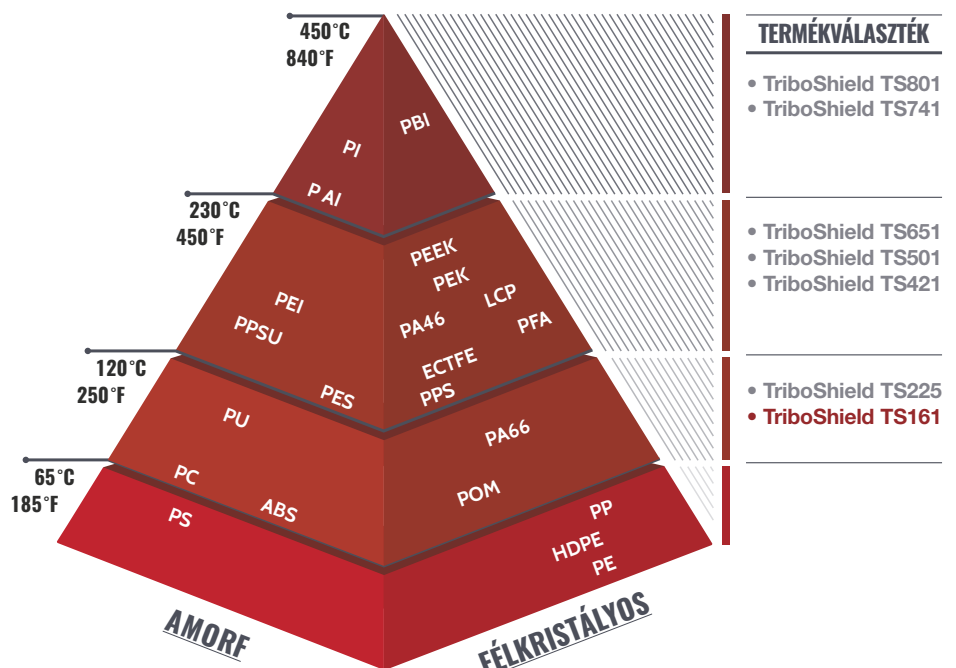 450°C
840°F
230°C
450°F
120°C
250°F
65°C
185°F
PBI
PI
P AI
PEEK
PEK
LCP
PEI
PA46
PFA
PPSU
ECTFE
PES
PPS
PU
PA66
PC
ABS
POM
PS
PP
HDPE
PE
AMORF
FÉLKRISTÁLYOS
TERMÉKVÁLASZTÉK
• TriboShield TS801
• TriboShield TS741
• TriboShield TS651
• TriboShield TS501
• TriboShield TS421
• TriboShield TS225
• TriboShield TS161